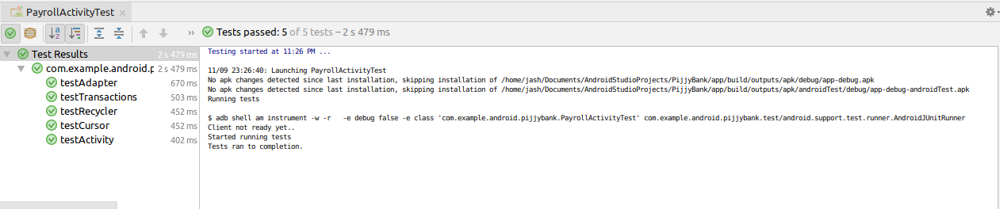 PayrollActivityTest
Tests passed: 5 of 5 tests – 2 s 479 ms
Test Results 2 s 479 ms
com.example.android.p 2 s 479 ms
testAdapter 670 ms
testTransactions 503 ms
testRecycler 452 ms
testCursor 452 ms
testActivity 402 ms
Testing started at 11:26 PM ...
11/09 23:26:40: Launching PayrollActivityTest
No apk changes detected since last installation, skipping installation of /home/jash/Documents/AndroidStudioProjects/PijjyBank/app/build/outputs/apk/debug/app-debug.apk
No apk changes detected since last installation, skipping installation of /home/jash/Documents/AndroidStudioProjects/PijjyBank/app/build/outputs/apk/androidTest/debug/app-debug-androidTest.apk
Running tests
$ adb shell am instrument -w -r   -e debug false -e class 'com.example.android.pijjybank.PayrollActivityTest' com.example.android.pijjybank.test/android.support.test.runner.AndroidJUnitRunner
Client not ready yet..
Started running tests
Tests ran to completion.